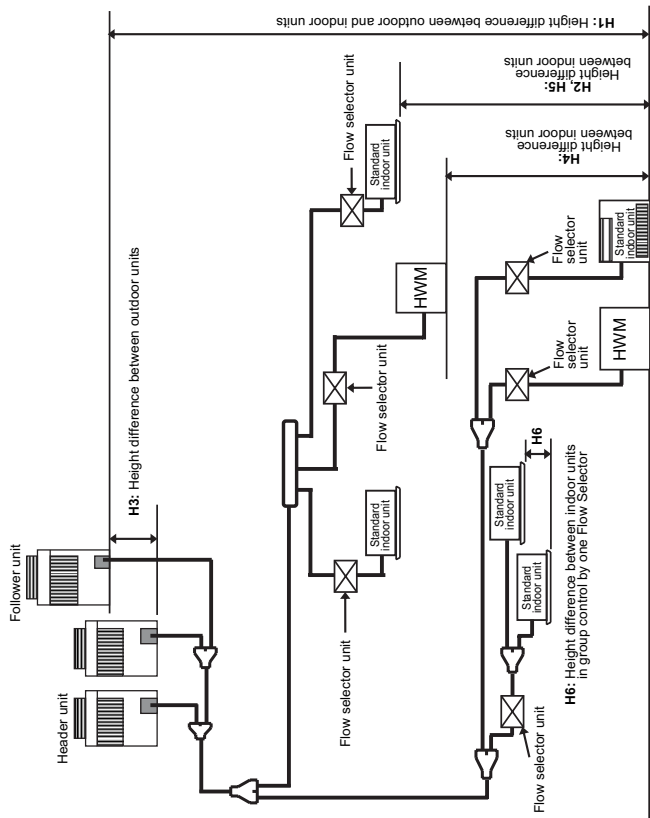 H1: Height difference between outdoor and indoor units
Follower unit
H3: Height difference between outdoor units
Header unit
H2, H5:
Height difference
between indoor units
Flow selector unit
Standard
indoor unit
H4:
Height difference
between indoor units
HWM
Flow selector unit
Standard
indoor unit
Flow selector unit
Flow
selector
unit
Standard
indoor unit
Flow
selector
unit
HWM
Standard
indoor unit
H6
Standard
indoor unit
H6: Height difference between indoor units
in group control by one Flow Selector
Flow selector unit